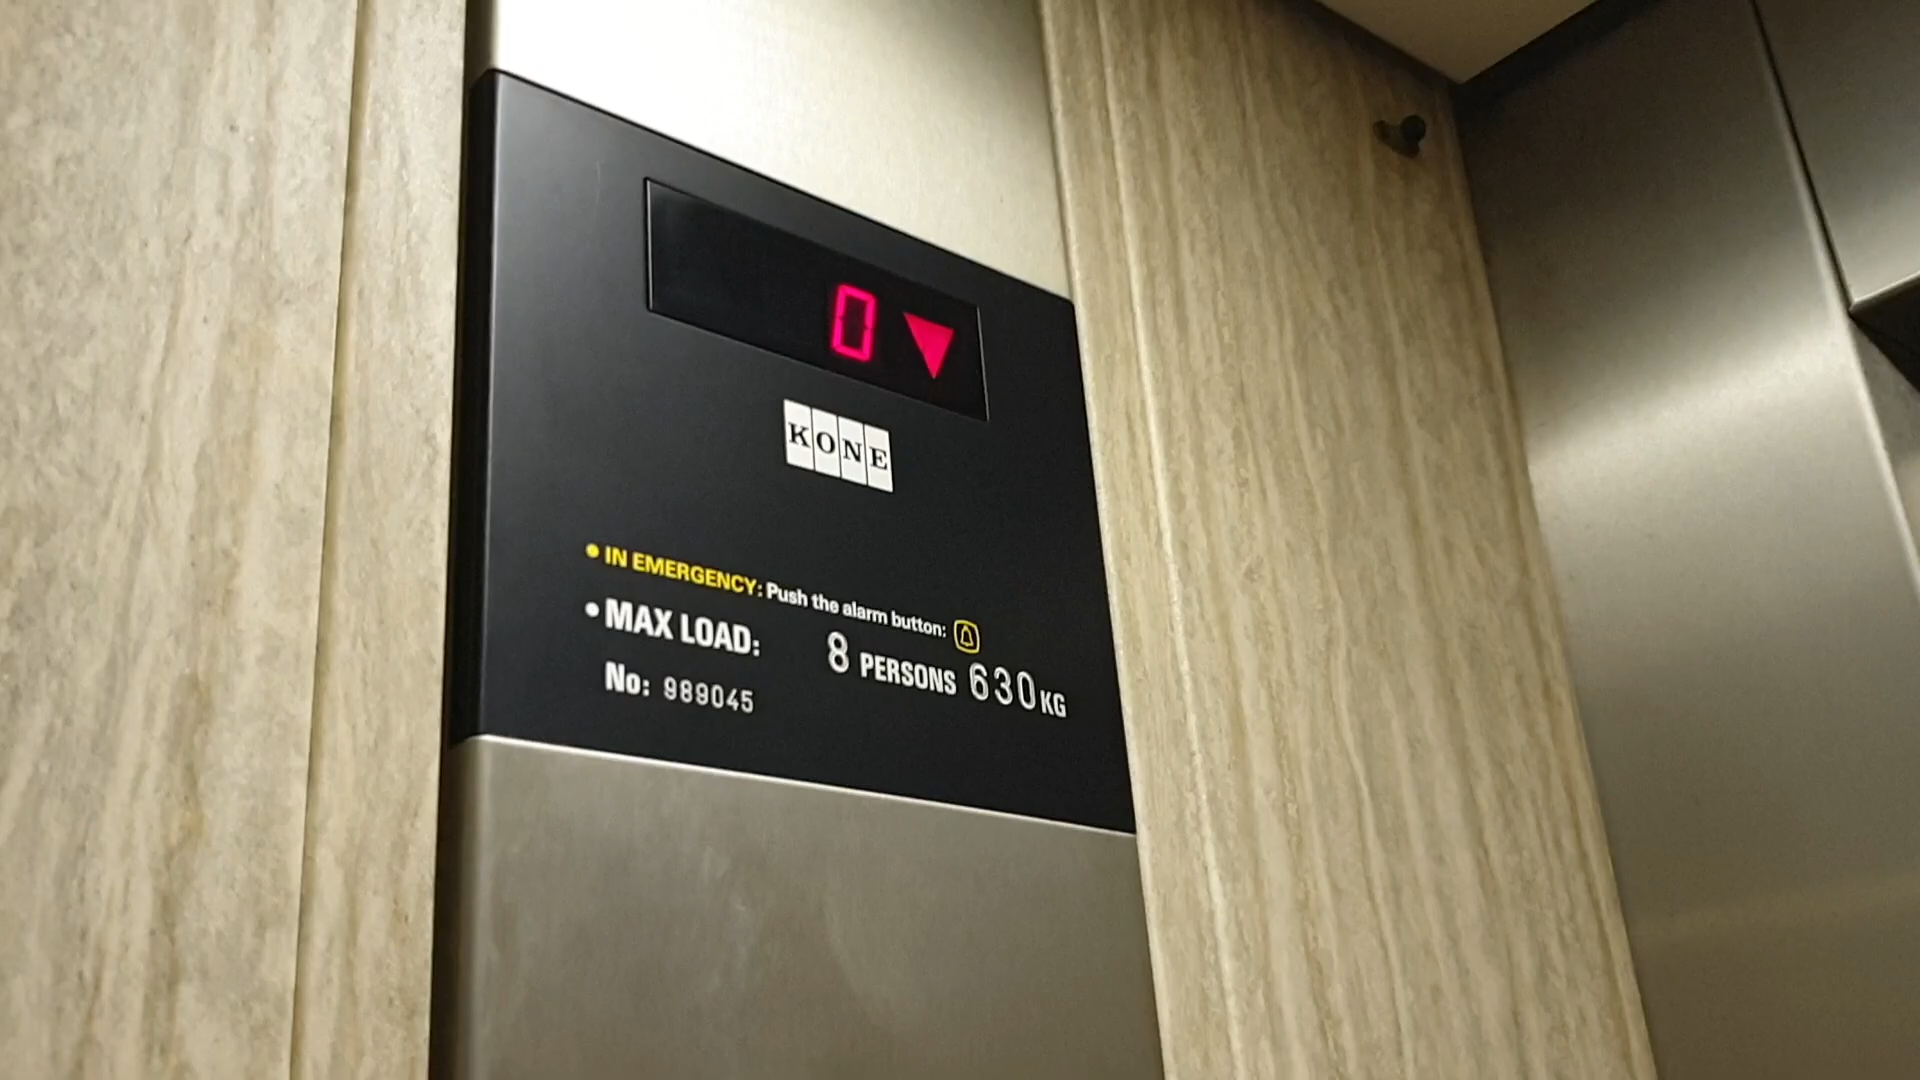 0 ▼
KONE
• IN EMERGENCY: Push the alarm button:
• MAX LOAD: 8 PERSONS 630 KG
No: 989045